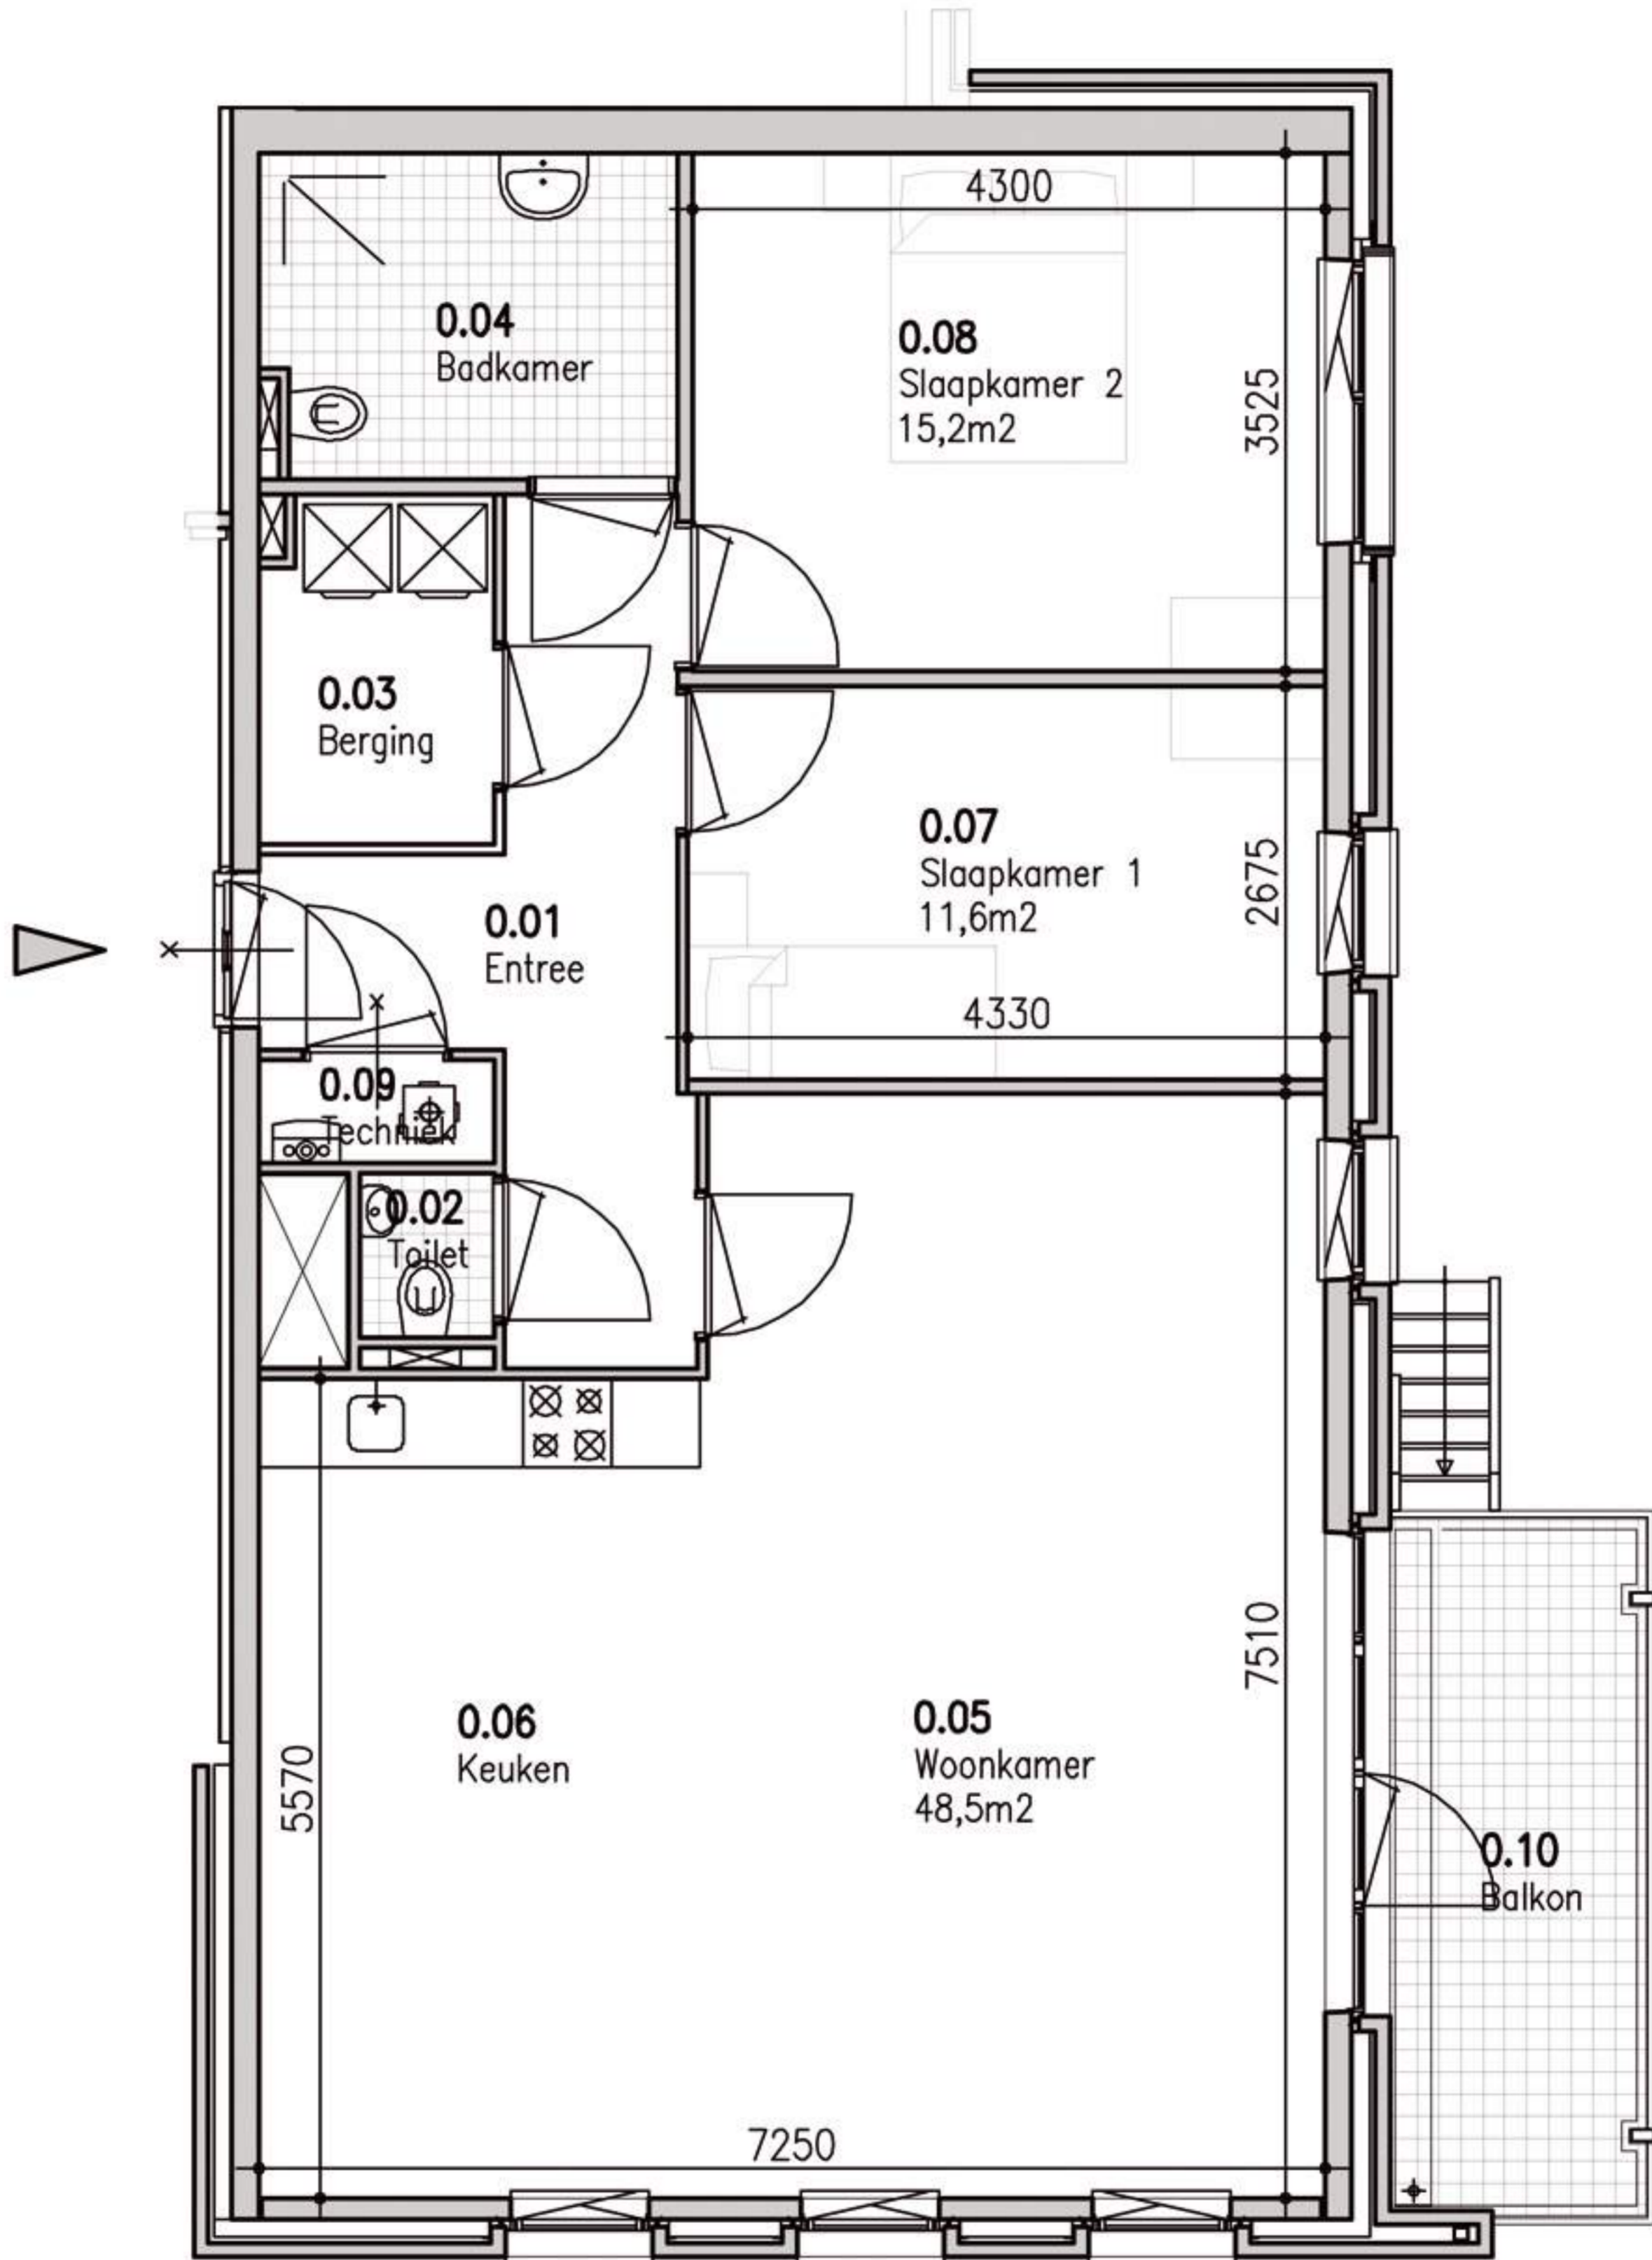 4300
0.04
Badkamer
0.08
Slaapkamer 2
15,2m2
3525
0.03
Berging
0.07
Slaapkamer 1
11,6m2
2675
0.01
Entree
4330
0.09
Techniek
0.02
Toilet
7510
0.06
Keuken
0.05
Woonkamer
48,5m2
5570
0.10
Balkon
7250